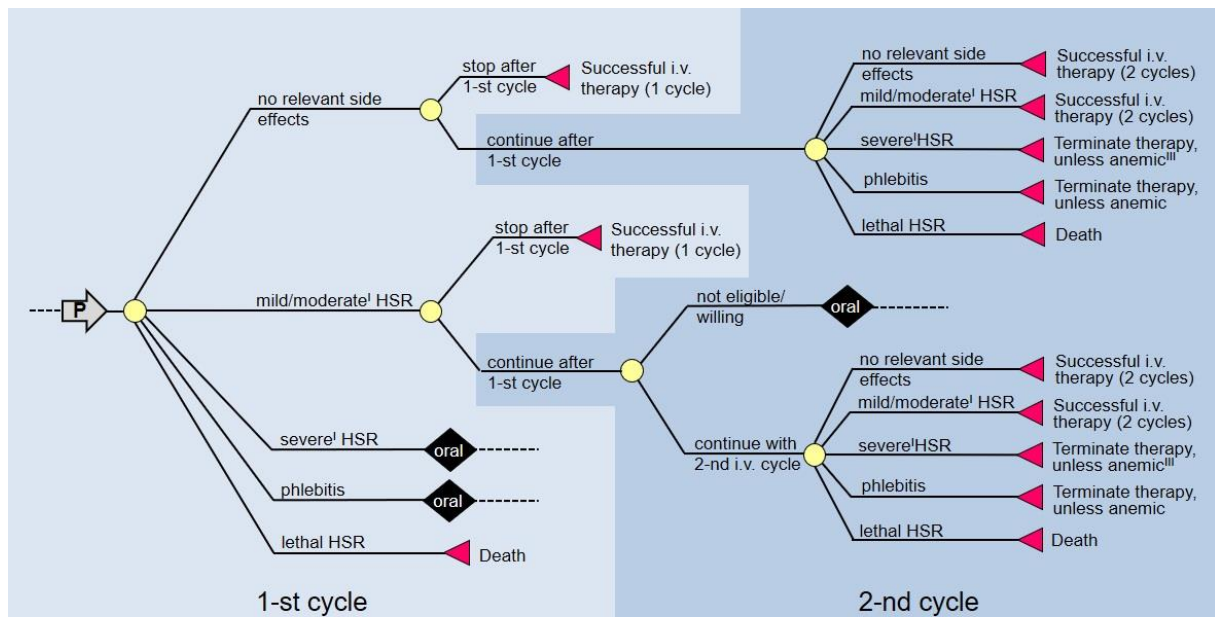 stop after
1-st cycle
Successful i.v.
therapy (1 cycle)
no relevant side
effects
continue after
1-st cycle
no relevant side
effects
Successful i.v.
therapy (2 cycles)
mild/moderateᴵ HSR
Successful i.v.
therapy (2 cycles)
severeᴵHSR
Terminate therapy,
unless anemicᴵᴵᴵ
phlebitis
Terminate therapy,
unless anemic
lethal HSR
Death
P
mild/moderateᴵ HSR
stop after
1-st cycle
Successful i.v.
therapy (1 cycle)
continue after
1-st cycle
not eligible/
willing
oral
continue with
2-nd i.v. cycle
no relevant side
effects
Successful i.v.
therapy (2 cycles)
mild/moderateᴵ HSR
Successful i.v.
therapy (2 cycles)
severeᴵHSR
Terminate therapy,
unless anemicᴵᴵᴵ
phlebitis
Terminate therapy,
unless anemic
lethal HSR
Death
severeᴵ HSR
oral
phlebitis
oral
lethal HSR
Death
1-st cycle
2-nd cycle